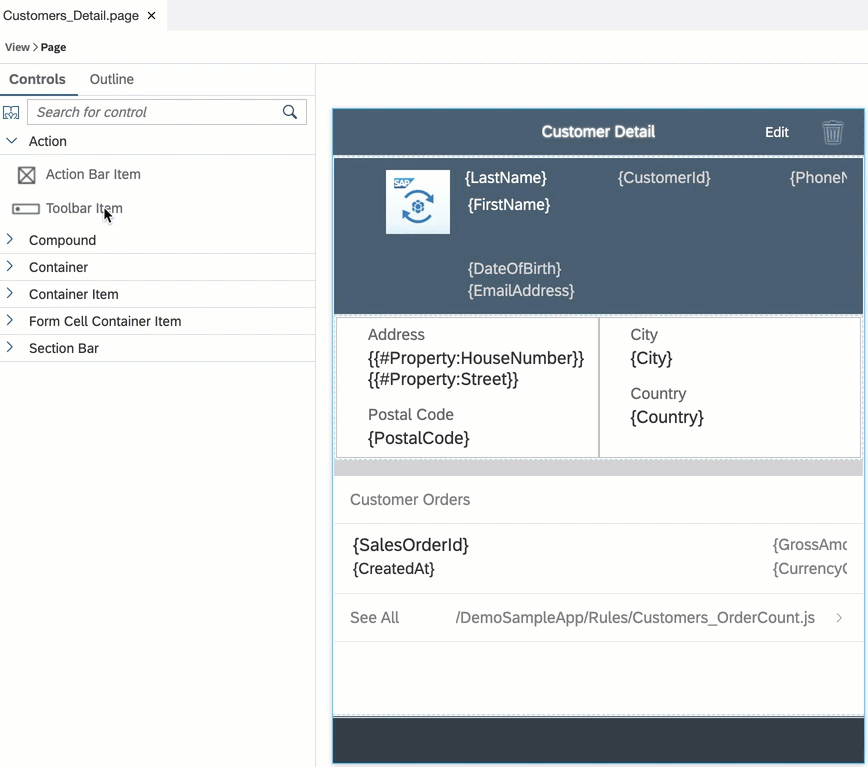 Customers_Detail.page ×
View > Page
Controls Outline
Search for control
Action
Action Bar Item
Toolbar Item
Compound
Container
Container Item
Form Cell Container Item
Section Bar
Customer Detail Edit
SAP
{LastName} {CustomerId} {PhoneN
{FirstName}
{DateOfBirth}
{EmailAddress}
Address
{{#Property:HouseNumber}}
{{#Property:Street}}
Postal Code
{PostalCode}
City
{City}
Country
{Country}
Customer Orders
{SalesOrderId} {GrossAmo
{CreatedAt} {CurrencyC
See All /DemoSampleApp/Rules/Customers_OrderCount.js >